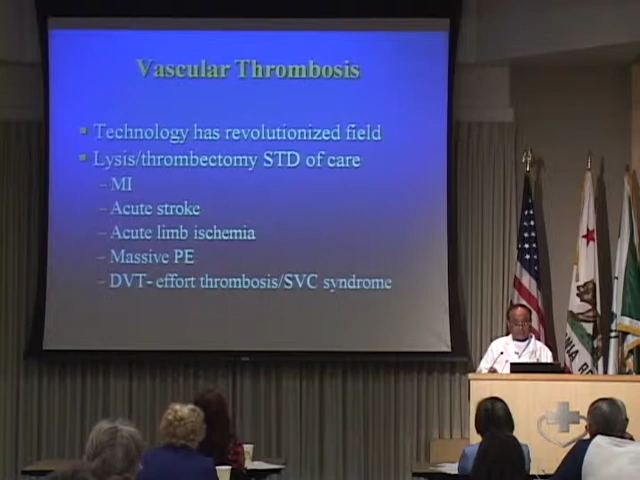 Vascular Thrombosis
▪ Technology has revolutionized field
▪ Lysis/thrombectomy STD of care
– MI
– Acute stroke
– Acute limb ischemia
– Massive PE
– DVT- effort thrombosis/SVC syndrome